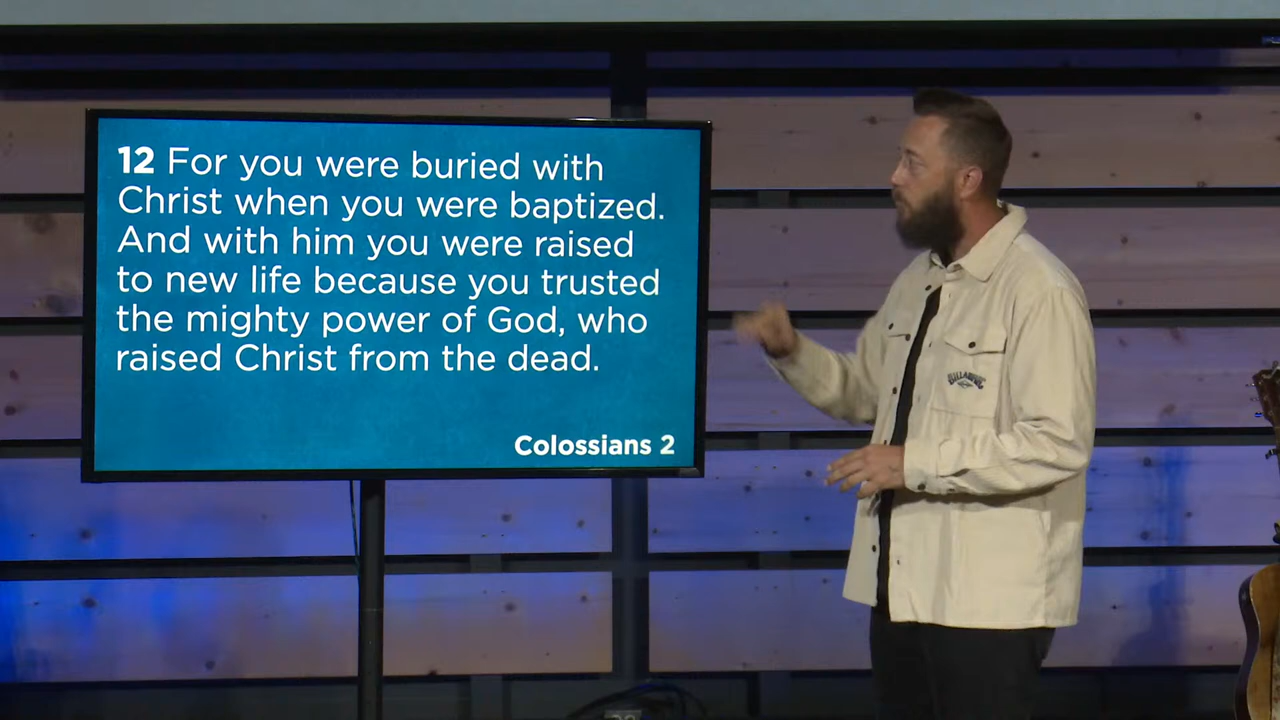 12 For you were buried with
Christ when you were baptized.
And with him you were raised
to new life because you trusted
the mighty power of God, who
raised Christ from the dead.
Colossians 2
BILLABONG